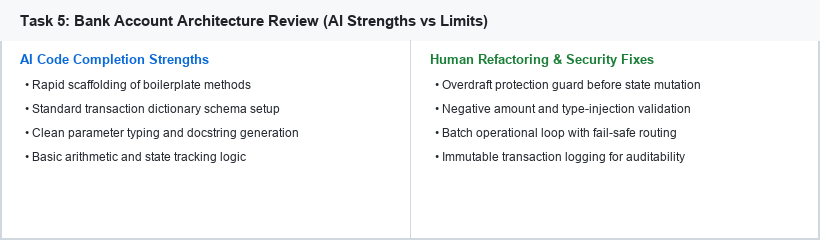 Task 5: Bank Account Architecture Review (AI Strengths vs Limits)
AI Code Completion Strengths
• Rapid scaffolding of boilerplate methods
• Standard transaction dictionary schema setup
• Clean parameter typing and docstring generation
• Basic arithmetic and state tracking logic
Human Refactoring & Security Fixes
• Overdraft protection guard before state mutation
• Negative amount and type-injection validation
• Batch operational loop with fail-safe routing
• Immutable transaction logging for auditability